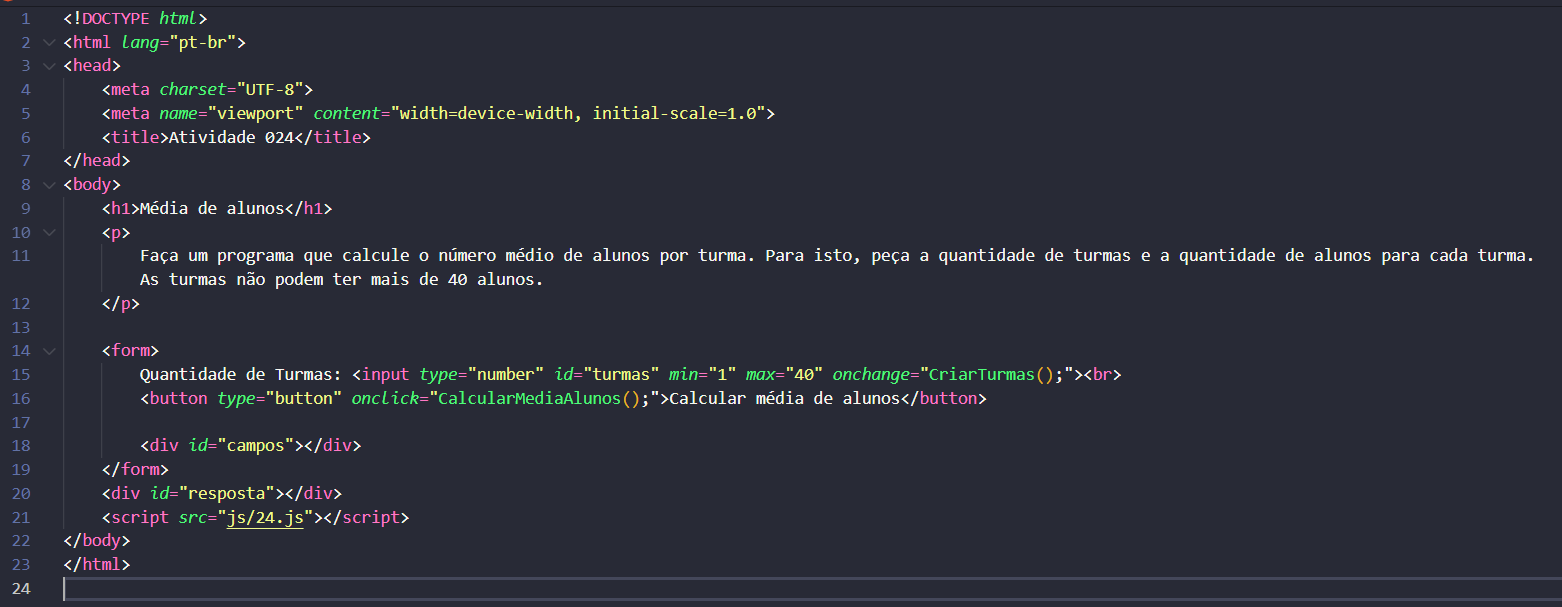 1 <!DOCTYPE html>
2 <html lang="pt-br">
3 <head>
4     <meta charset="UTF-8">
5     <meta name="viewport" content="width=device-width, initial-scale=1.0">
6     <title>Atividade 024</title>
7 </head>
8 <body>
9     <h1>Média de alunos</h1>
10     <p>
11         Faça um programa que calcule o número médio de alunos por turma. Para isto, peça a quantidade de turmas e a quantidade de alunos para cada turma.
        As turmas não podem ter mais de 40 alunos.
12     </p>
13
14     <form>
15         Quantidade de Turmas: <input type="number" id="turmas" min="1" max="40" onchange="CriarTurmas();"><br>
16         <button type="button" onclick="CalcularMediaAlunos();">Calcular média de alunos</button>
17
18         <div id="campos"></div>
19     </form>
20     <div id="resposta"></div>
21     <script src="js/24.js"></script>
22 </body>
23 </html>
24